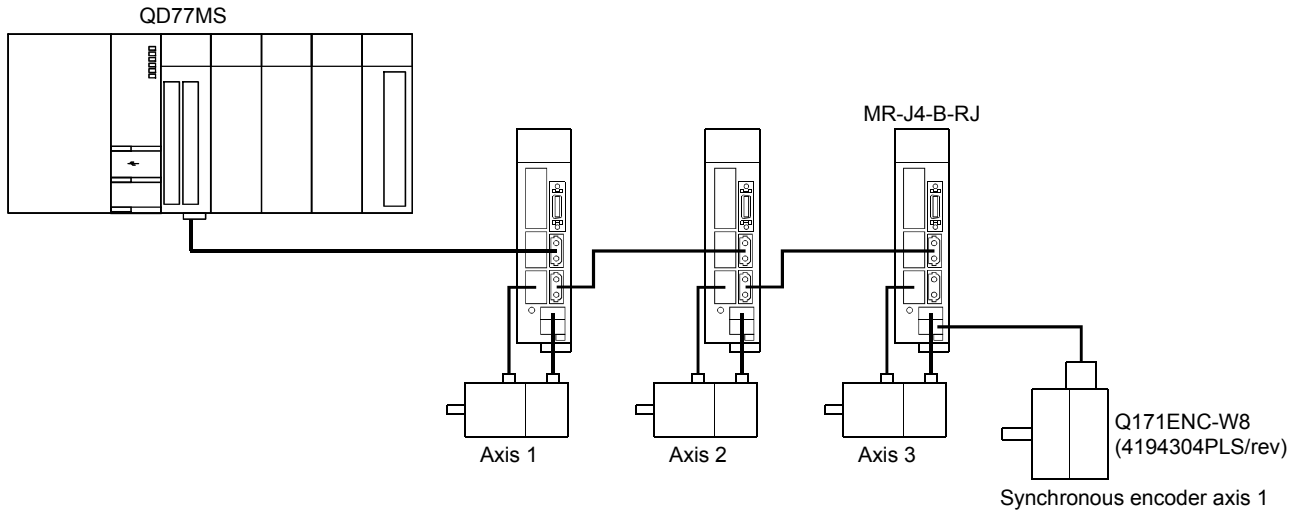 QD77MS
MR-J4-B-RJ
Axis 1
Axis 2
Axis 3
Q171ENC-W8
(4194304PLS/rev)
Synchronous encoder axis 1